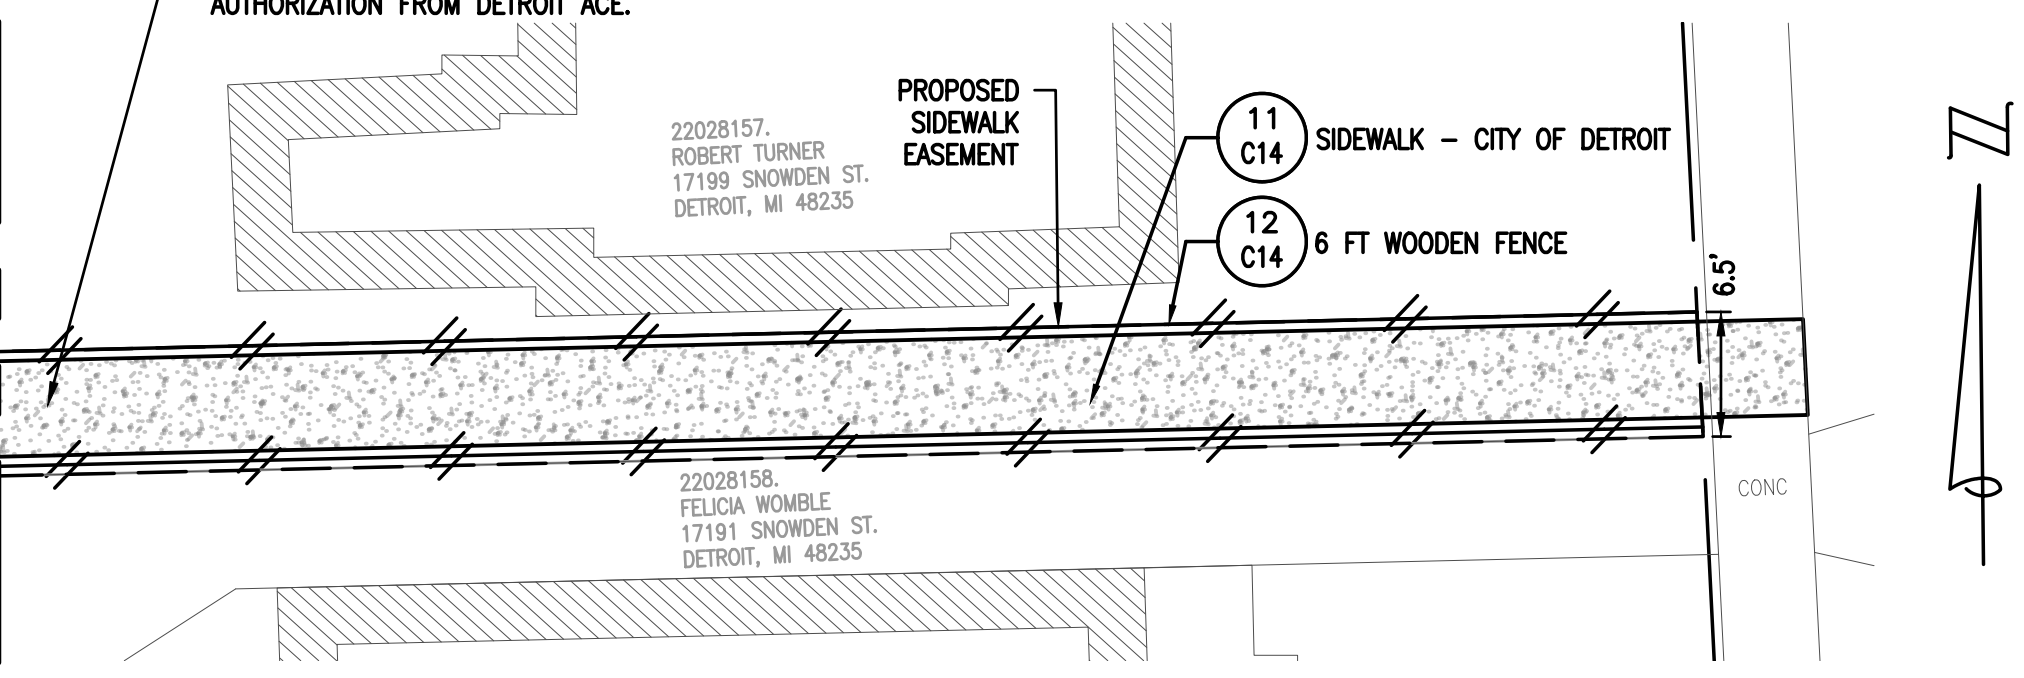 AUTHORIZATION FROM DETROIT ACE.
22028157.
ROBERT TURNER
17199 SNOWDEN ST.
DETROIT, MI 48235
PROPOSED
SIDEWALK
EASEMENT
11
C14
SIDEWALK – CITY OF DETROIT
12
C14
6 FT WOODEN FENCE
6.5'
22028158.
FELICIA WOMBLE
17191 SNOWDEN ST.
DETROIT, MI 48235
CONC
Z